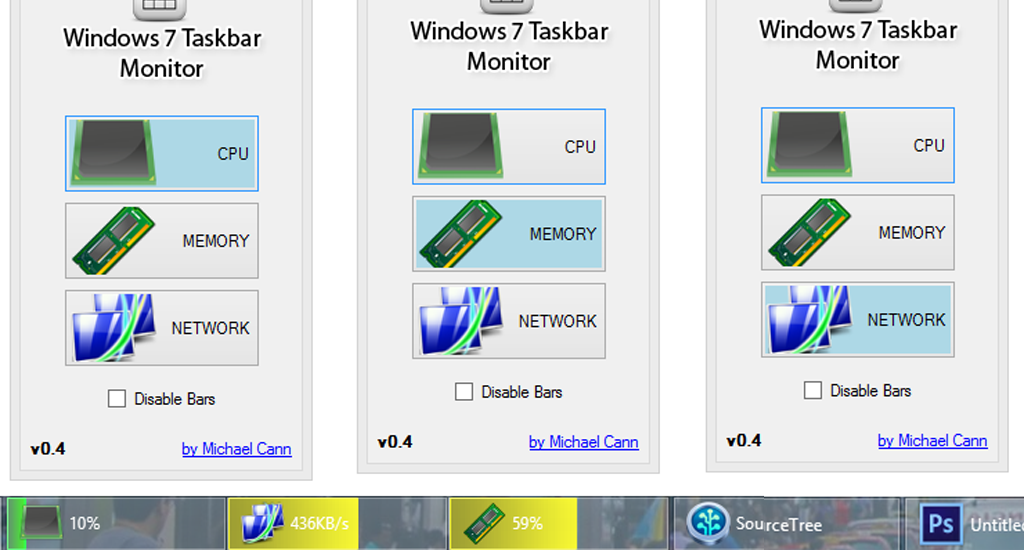 Windows 7 Taskbar
Monitor
CPU
MEMORY
NETWORK
Disable Bars
v0.4 by Michael Cann
Windows 7 Taskbar
Monitor
CPU
MEMORY
NETWORK
Disable Bars
v0.4 by Michael Cann
Windows 7 Taskbar
Monitor
CPU
MEMORY
NETWORK
Disable Bars
v0.4 by Michael Cann
10% 436KB/s 59% SourceTree Ps Untitle